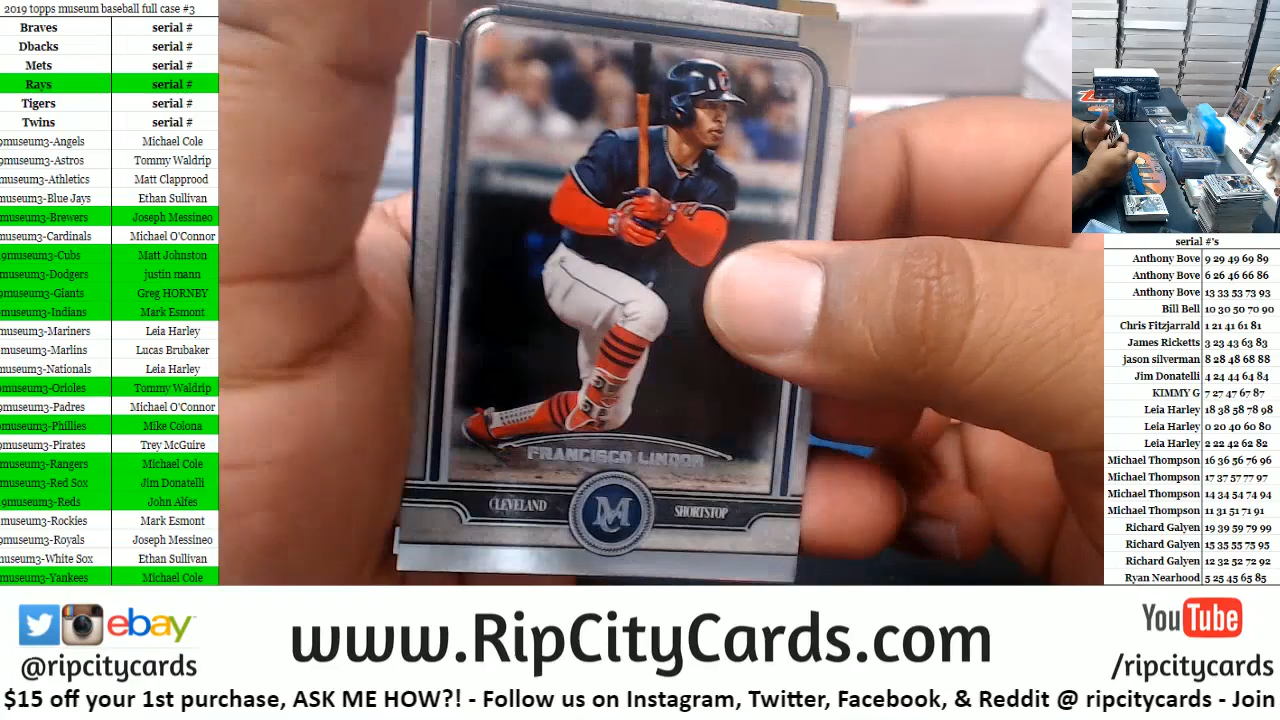 2019 topps museum baseball full case #3
Braves serial #
Dbacks serial #
Mets serial #
Rays serial #
Tigers serial #
Twins serial #
9museum3-Angels Michael Cole
museum3-Astros Tommy Waldrip
museum3-Athletics Matt Clapprood
museum3-Blue Jays Ethan Sullivan
museum3-Brewers Joseph Messineo
museum3-Cardinals Michael O'Connor
9museum3-Cubs Matt Johnston
museum3-Dodgers justin mann
museum3-Giants Greg HORNBY
museum3-Indians Mark Esmont
museum3-Mariners Leia Harley
museum3-Marlins Lucas Brubaker
museum3-Nationals Leia Harley
museum3-Orioles Tommy Waldrip
museum3-Padres Michael O'Connor
museum3-Phillies Mike Colona
museum3-Pirates Trey McGuire
museum3-Rangers Michael Cole
museum3-Red Sox Jim Donatelli
9museum3-Reds John Alfes
museum3-Rockies Mark Esmont
museum3-Royals Joseph Messineo
museum3-White Sox Ethan Sullivan
museum3-Yankees Michael Cole
FRANCISCO LINDOR
CLEVELAND M SHORTSTOP
serial #'s
Anthony Bove 9 29 49 69 89
Anthony Bove 6 26 46 66 86
Anthony Bove 13 33 53 73 93
Bill Bell 10 30 50 70 90
Chris Fitzjarrald 1 21 41 61 81
James Ricketts 3 23 43 63 83
jason silverman 8 28 48 68 88
Jim Donatelli 4 24 44 64 84
KIMMY G 7 27 47 67 87
Leia Harley 18 38 58 78 98
Leia Harley 0 20 40 60 80
Leia Harley 2 22 42 62 82
Michael Thompson 16 36 56 76 96
Michael Thompson 17 37 57 77 97
Michael Thompson 14 34 54 74 94
Michael Thompson 11 31 51 71 91
Richard Galyen 19 39 59 79 99
Richard Galyen 15 35 55 75 95
Richard Galyen 12 32 52 72 92
Ryan Nearhood 5 25 45 65 85
ebay
@ripcitycards
www.RipCityCards.com
YouTube
/ripcitycards
$15 off your 1st purchase, ASK ME HOW?! - Follow us on Instagram, Twitter, Facebook, & Reddit @ ripcitycards - Join